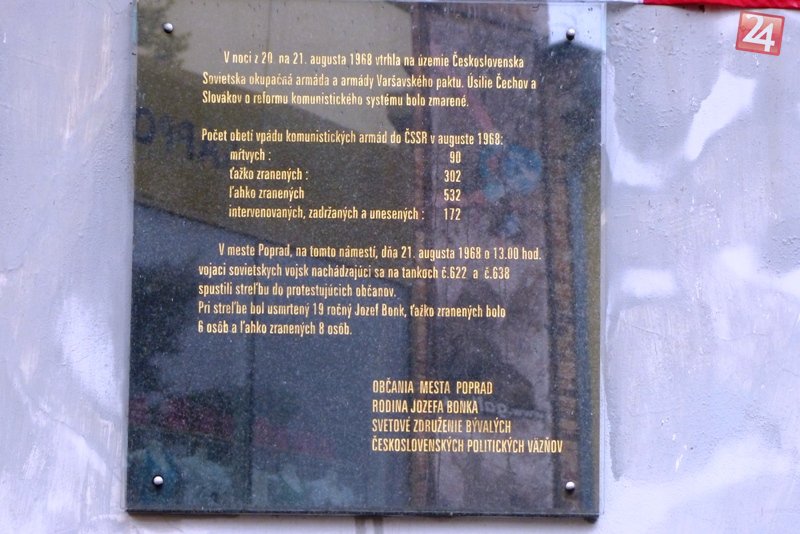 24
V noci z 20. na 21. augusta 1968 vtrhla na územie Československa
Sovietska okupačná armáda a armády Varšavského paktu. Úsilie Čechov a
Slovákov o reformu komunistického systému bolo zmarené.
Počet obetí vpádu komunistických armád do ČSSR v auguste 1968:
mŕtvych : 90
ťažko zranených : 302
ľahko zranených 532
intervenovaných, zadržaných a unesených : 172
V meste Poprad, na tomto námestí, dňa 21. augusta 1968 o 13.00 hod.
vojaci sovietskych vojsk nachádzajúci sa na tankoch č.622 a č.638
spustili streľbu do protestujúcich občanov.
Pri streľbe bol usmrtený 19 ročný Jozef Bonk, ťažko zranených bolo
6 osôb a ľahko zranených 8 osôb.
OBČANIA MESTA POPRAD
RODINA JOZEFA BONKA
SVETOVÉ ZDRUŽENIE BÝVALÝCH
ČESKOSLOVENSKÝCH POLITICKÝCH VÄZŇOV